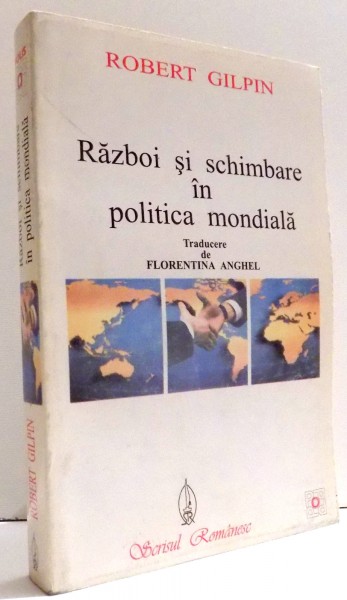 ROBERT GILPIN
Război şi schimbare
în
politica mondială
Traducere
de
FLORENTINA ANGHEL
Scrisul Românesc
Război şi schimbare
în politica mondială
ROBERT GILPIN